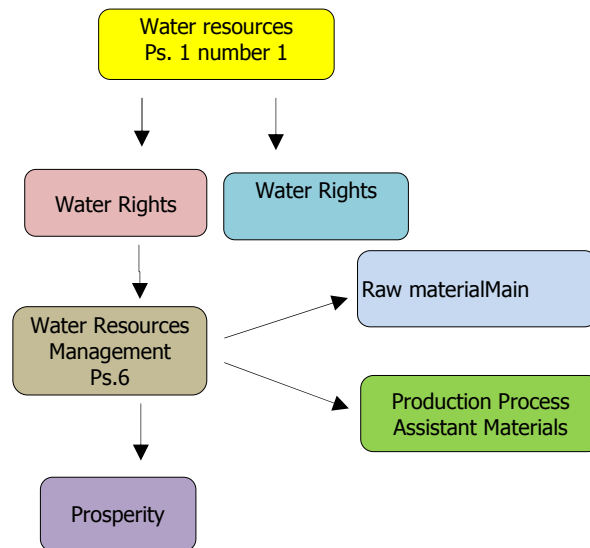 Water resources
Ps. 1 number 1
Water Rights
Water Rights
Raw materialMain
Water Resources
Management
Ps.6
Production Process
Assistant Materials
Prosperity